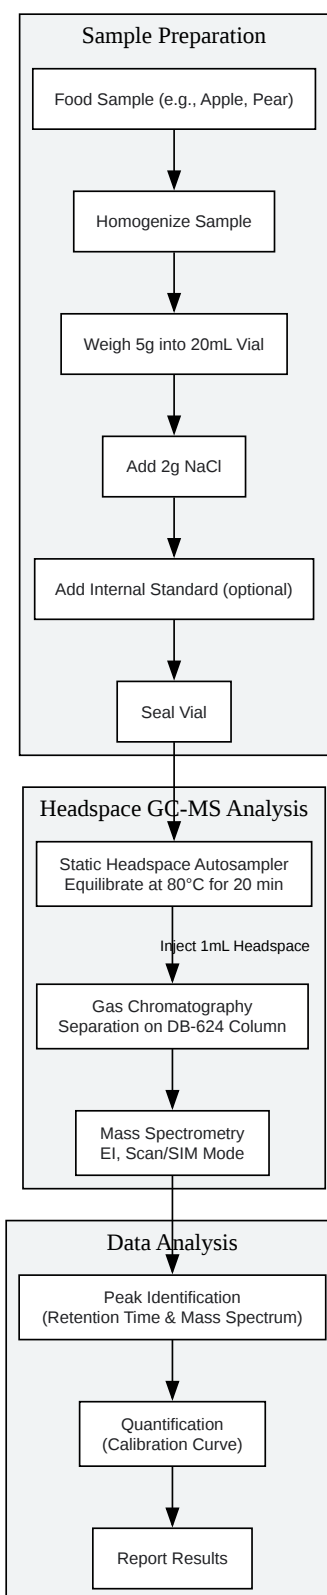 Sample Preparation
Food Sample (e.g., Apple, Pear)
Homogenize Sample
Weigh 5g into 20mL Vial
Add 2g NaCl
Add Internal Standard (optional)
Seal Vial
Headspace GC-MS Analysis
Static Headspace Autosampler
Equilibrate at 80°C for 20 min
Inject 1mL Headspace
Gas Chromatography
Separation on DB-624 Column
Mass Spectrometry
EI, Scan/SIM Mode
Data Analysis
Peak Identification
(Retention Time & Mass Spectrum)
Quantification
(Calibration Curve)
Report Results